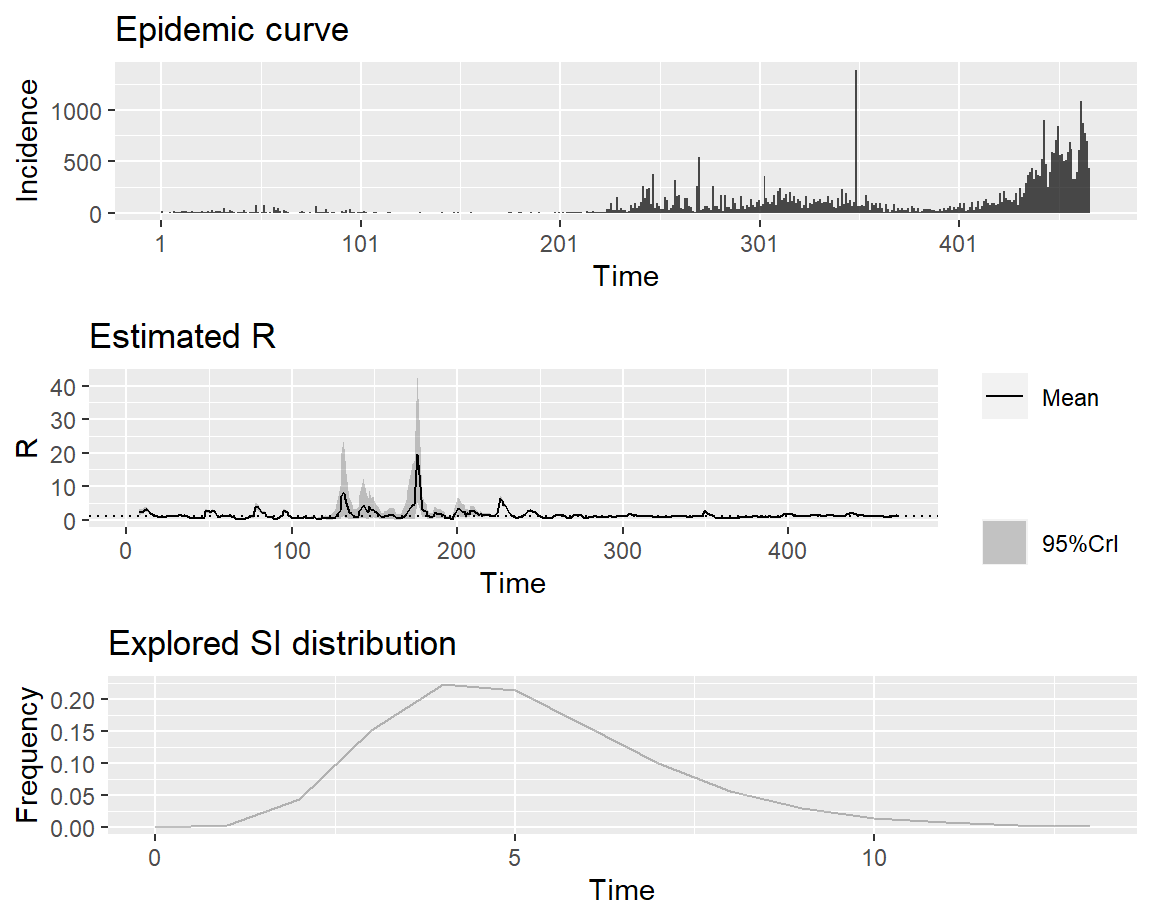 Epidemic curve
Incidence
1000
500
0
1 101 201 301 401
Time
Estimated R
R
40
30
20
10
0
0 100 200 300 400
Time
Mean
95%CrI
Explored SI distribution
Frequency
0.20
0.15
0.10
0.05
0.00
0 5 10
Time